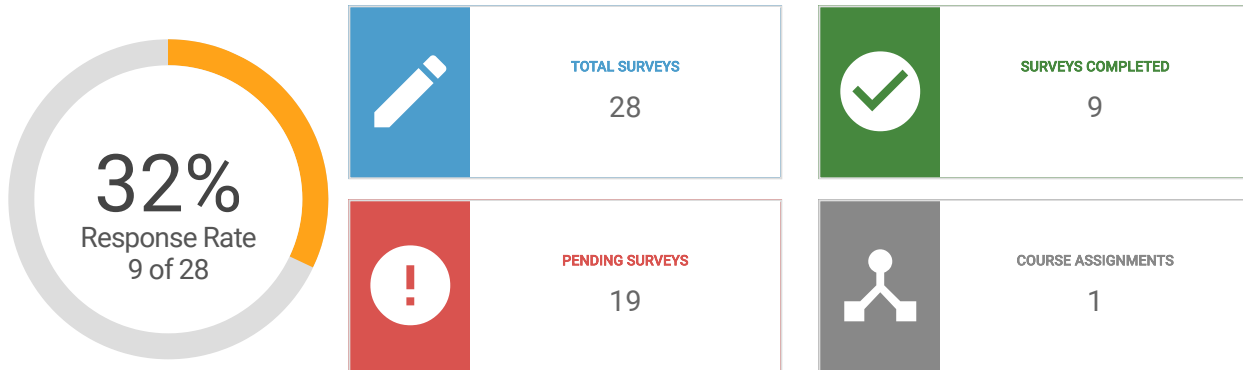 32%
Response Rate
9 of 28
TOTAL SURVEYS
28
SURVEYS COMPLETED
9
PENDING SURVEYS
19
COURSE ASSIGNMENTS
1